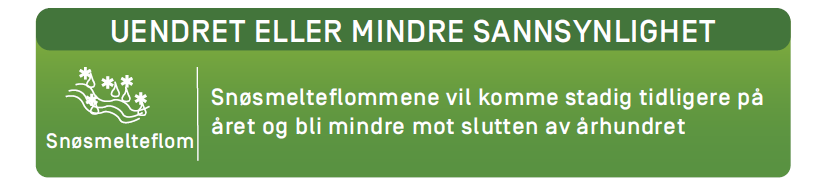 UENDRET ELLER MINDRE SANNSYNLIGHET
Snøsmelteflom
Snøsmelteflommene vil komme stadig tidligere på
året og bli mindre mot slutten av århundret